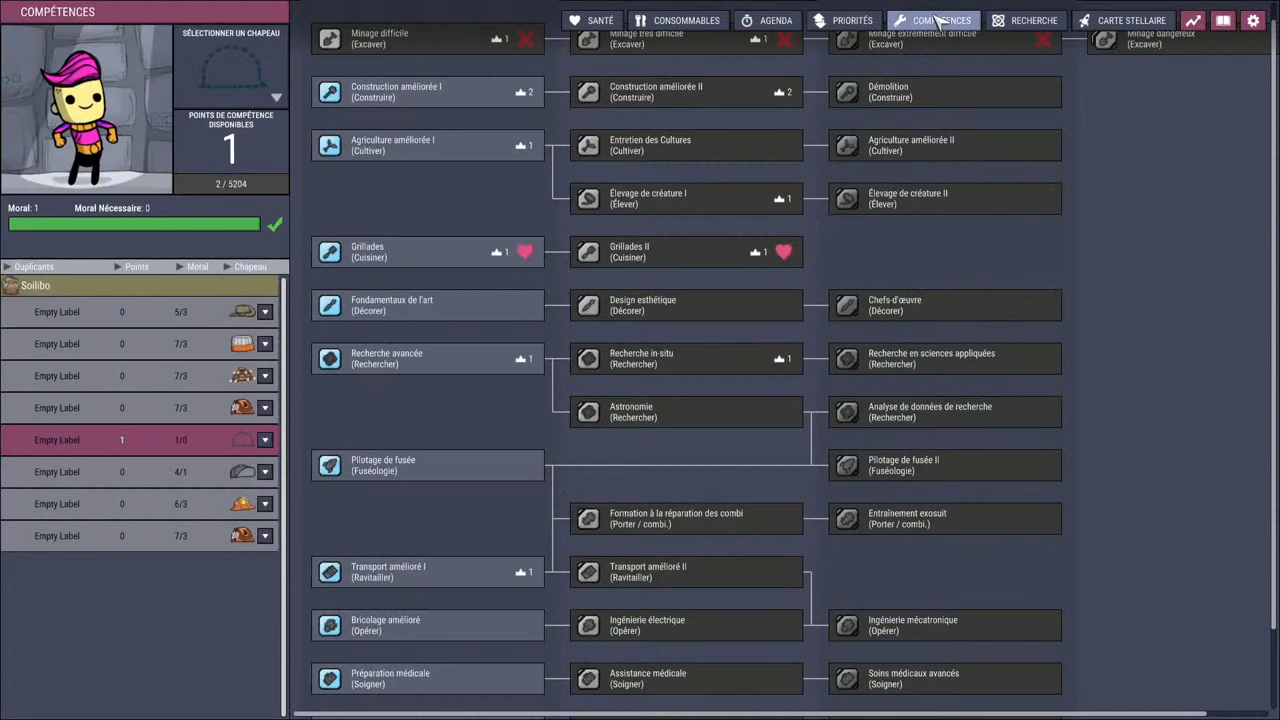 COMPÉTENCES
SANTÉ
CONSOMMABLES
AGENDA
PRIORITÉS
COMPÉTENCES
RECHERCHE
CARTE STELLAIRE
SÉLECTIONNER UN CHAPEAU
POINTS DE COMPÉTENCE
DISPONIBLES
1
2 / 5204
Moral: 1
Moral Nécessaire: 0
Duplicants
Points
Moral
Chapeau
Soilibo
Empty Label 0 5/3
Empty Label 0 7/3
Empty Label 0 7/3
Empty Label 0 7/3
Empty Label 1 1/0
Empty Label 0 4/1
Empty Label 0 6/3
Empty Label 0 7/3
Minage difficile
(Excaver)
1
Minage très difficile
(Excaver)
1
Minage extrêmement difficile
(Excaver)
Minage dangereux
(Excaver)
Construction améliorée I
(Construire)
2
Construction améliorée II
(Construire)
2
Démolition
(Construire)
Agriculture améliorée I
(Cultiver)
1
Entretien des Cultures
(Cultiver)
Agriculture améliorée II
(Cultiver)
Élevage de créature I
(Élever)
1
Élevage de créature II
(Élever)
Grillades
(Cuisiner)
1
Grillades II
(Cuisiner)
1
Fondamentaux de l'art
(Décorer)
Design esthétique
(Décorer)
Chefs-d'œuvre
(Décorer)
Recherche avancée
(Rechercher)
1
Recherche in-situ
(Rechercher)
1
Recherche en sciences appliquées
(Rechercher)
Astronomie
(Rechercher)
Analyse de données de recherche
(Rechercher)
Pilotage de fusée
(Fuséologie)
Pilotage de fusée II
(Fuséologie)
Formation à la réparation des combi
(Porter / combi.)
Entraînement exosuit
(Porter / combi.)
Transport amélioré I
(Ravitailler)
1
Transport amélioré II
(Ravitailler)
Bricolage amélioré
(Opérer)
Ingénierie électrique
(Opérer)
Ingénierie mécatronique
(Opérer)
Préparation médicale
(Soigner)
Assistance médicale
(Soigner)
Soins médicaux avancés
(Soigner)